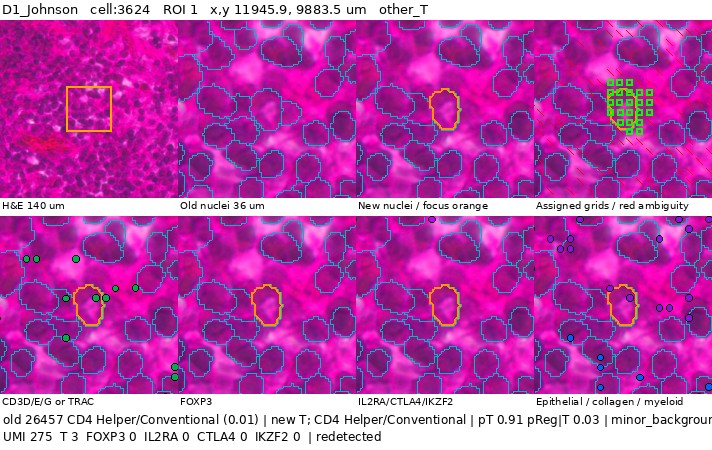 D1_Johnson   cell:3624   ROI 1   x,y 11945.9, 9883.5 um   other_T
H&E 140 um
Old nuclei 36 um
New nuclei / focus orange
Assigned grids / red ambiguity
CD3D/E/G or TRAC
FOXP3
IL2RA/CTLA4/IKZF2
Epithelial / collagen / myeloid
old 26457 CD4 Helper/Conventional (0.01) | new T; CD4 Helper/Conventional | pT 0.91 pReg|T 0.03 | minor_backgroun
UMI 275  T 3  FOXP3 0  IL2RA 0  CTLA4 0  IKZF2 0  | redetected